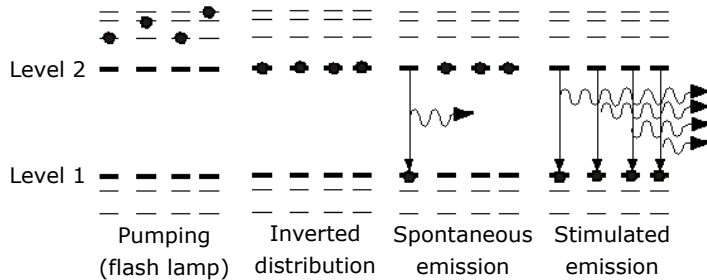 Level 2
Level 1
Pumping
(flash lamp)
Inverted
distribution
Spontaneous
emission
Stimulated
emission